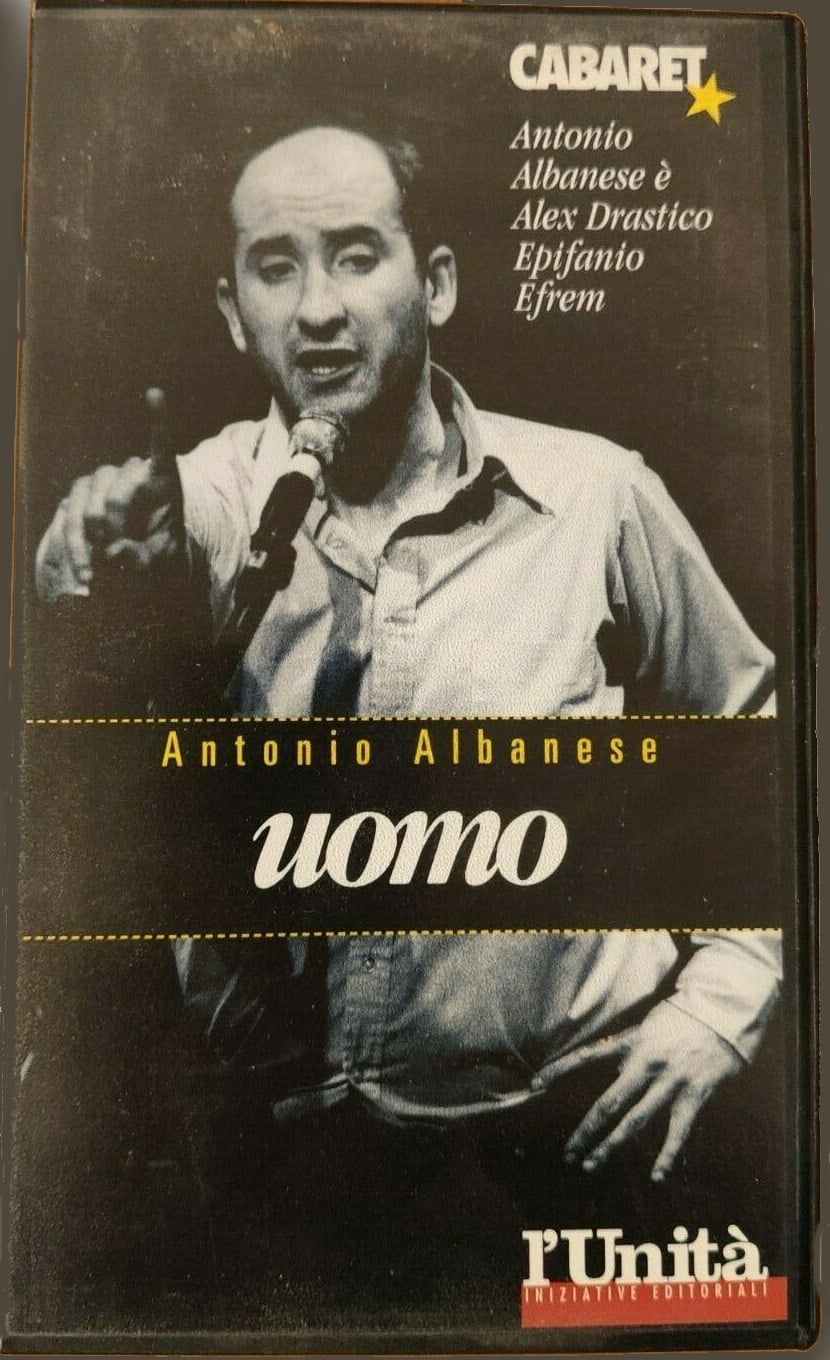 CABARET
Antonio
Albanese è
Alex Drastico
Epifanio
Efrem
Antonio Albanese
uomo
l'Unità
INIZIATIVE EDITORIALI